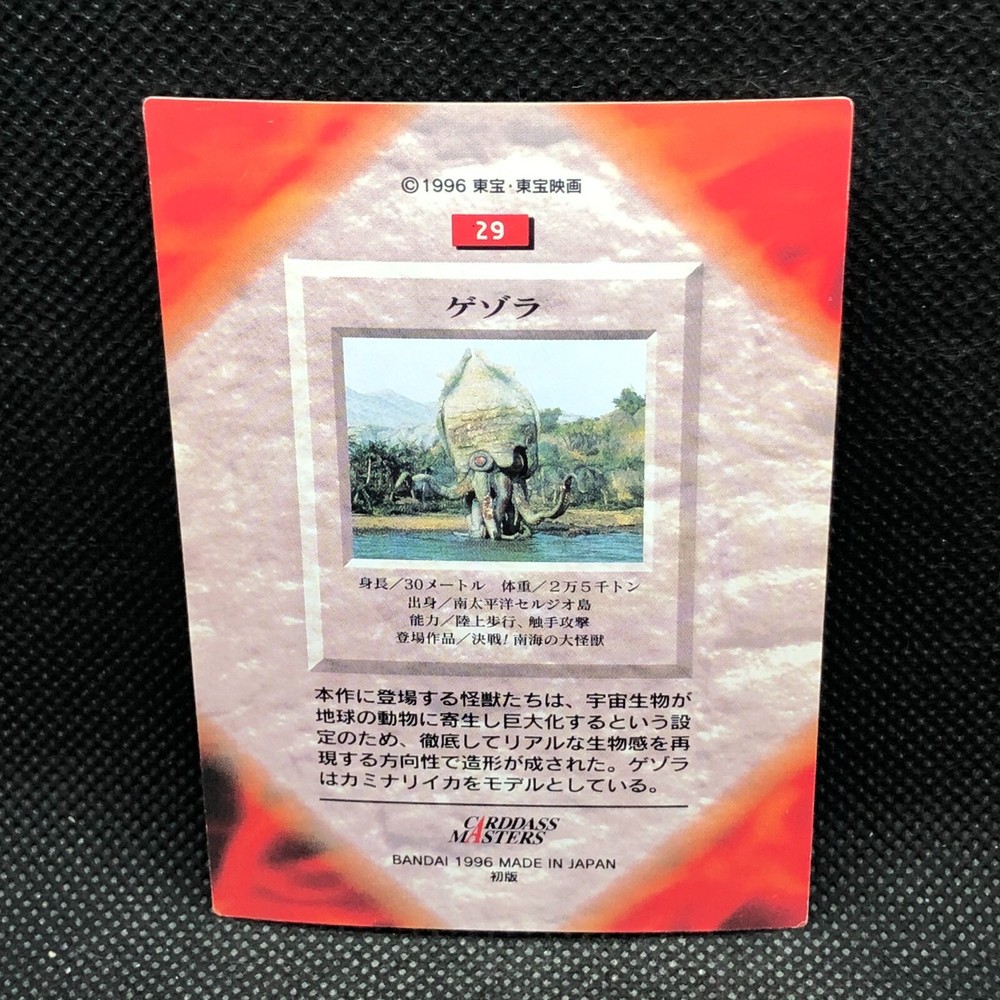 ©1996 東宝・東宝映画
29
ゲゾラ
身長／30メートル　体重／2万5千トン
出身／南太平洋セルジオ島
能力／陸上歩行、触手攻撃
登場作品／決戦！南海の大怪獣
本作に登場する怪獣たちは、宇宙生物が
地球の動物に寄生し巨大化するという設
定のため、徹底してリアルな生物感を再
現する方向性で造形が成された。ゲゾラ
はカミナリイカをモデルとしている。
CARDDASS
MASTERS
BANDAI 1996 MADE IN JAPAN
初版